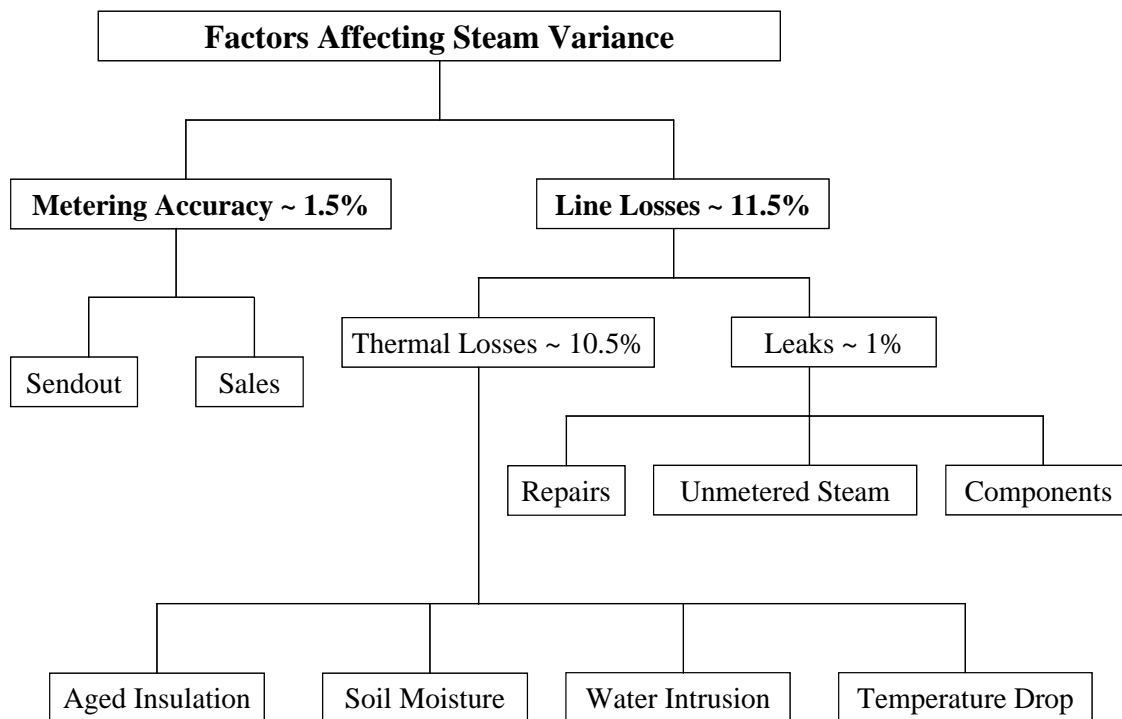 Factors Affecting Steam Variance
Metering Accuracy ~ 1.5%
Line Losses ~ 11.5%
Thermal Losses ~ 10.5%
Leaks ~ 1%
Sendout
Sales
Repairs
Unmetered Steam
Components
Aged Insulation
Soil Moisture
Water Intrusion
Temperature Drop